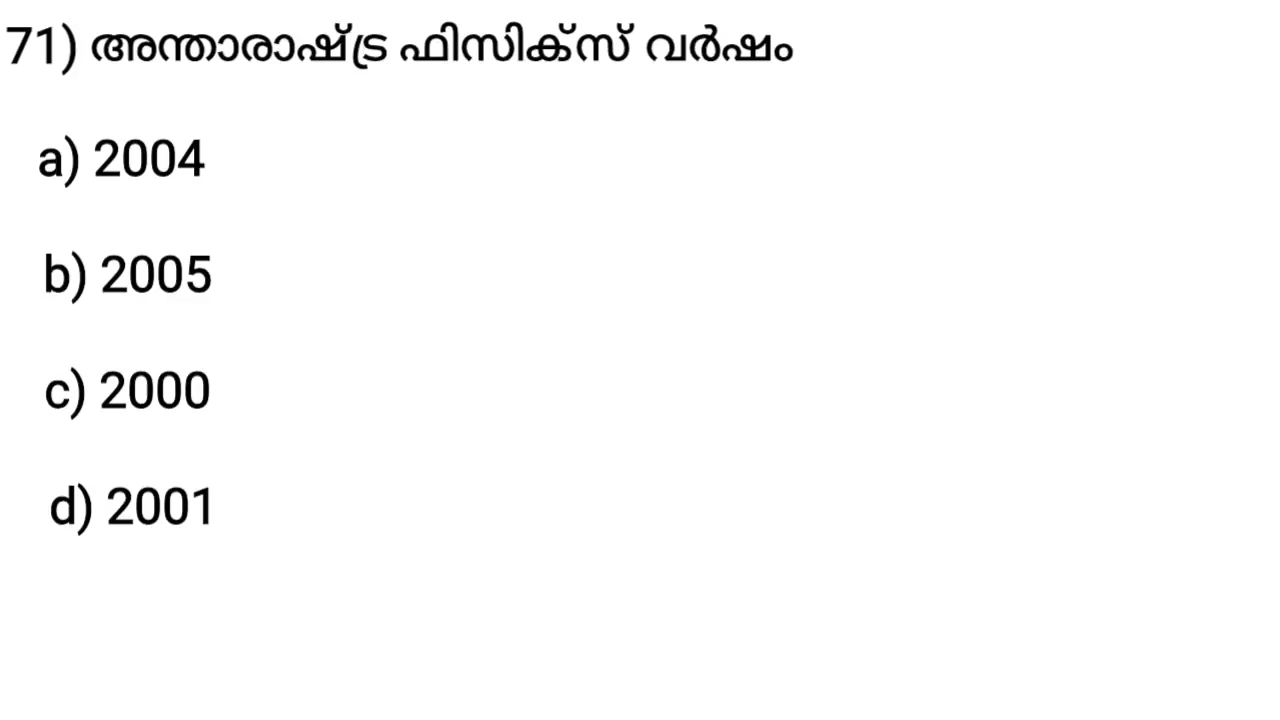 71) അന്താരാഷ്ട്ര ഫിസിക്സ് വർഷം
a) 2004
b) 2005
c) 2000
d) 2001